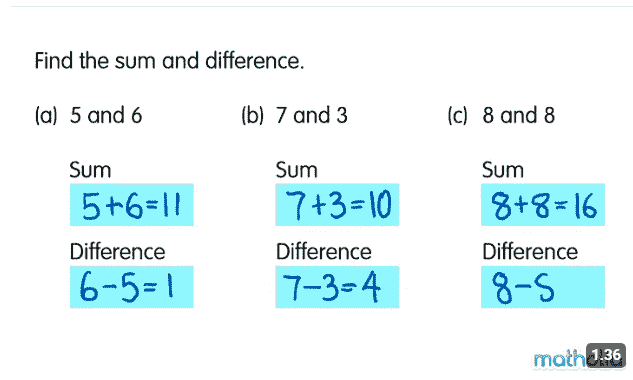 Find the sum and difference.
(a) 5 and 6 (b) 7 and 3 (c) 8 and 8
Sum Sum Sum
5+6=11 7+3=10 8+8=16
Difference Difference Difference
6-5=1 7-3=4 8-S
1.36